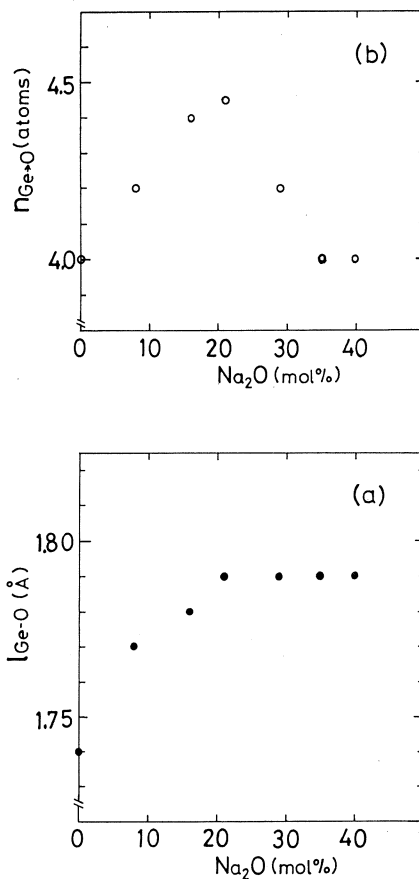 (b)
4.5
4.0
nGe→O (atoms)
0 10 20 30 40
Na₂O (mol%)
(a)
1.80
1.75
lGe-O (Å)
0 10 20 30 40
Na₂O (mol%)